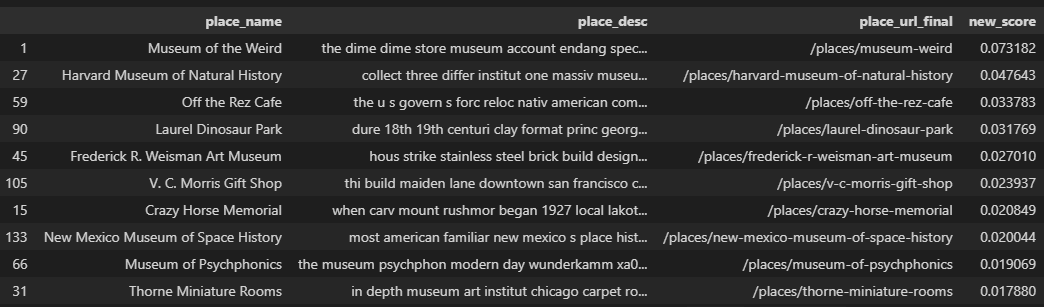 place_name place_desc place_url_final new_score
1 Museum of the Weird the dime dime store museum account endang spec... /places/museum-weird 0.073182
27 Harvard Museum of Natural History collect three differ institut one massiv museu... /places/harvard-museum-of-natural-history 0.047643
59 Off the Rez Cafe the u s govern s forc reloc nativ american com... /places/off-the-rez-cafe 0.033783
90 Laurel Dinosaur Park dure 18th 19th centuri clay format princ georg... /places/laurel-dinosaur-park 0.031769
45 Frederick R. Weisman Art Museum hous strike stainless steel brick build design... /places/frederick-r-weisman-art-museum 0.027010
105 V. C. Morris Gift Shop thi build maiden lane downtown san francisco c... /places/v-c-morris-gift-shop 0.023937
15 Crazy Horse Memorial when carv mount rushmor began 1927 local lakot... /places/crazy-horse-memorial 0.020849
133 New Mexico Museum of Space History most american familiar new mexico s place hist... /places/new-mexico-museum-of-space-history 0.020044
66 Museum of Psychphonics the museum psychphon modern day wunderkamm xa0... /places/museum-of-psychphonics 0.019069
31 Thorne Miniature Rooms in depth museum art institut chicago carpet ro... /places/thorne-miniature-rooms 0.017880